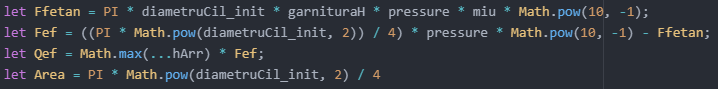 let Ffetan = PI * diametruCil_init * garnituraH * pressure * miu * Math.pow(10, -1);
let Fef = ((PI * Math.pow(diametruCil_init, 2)) / 4) * pressure * Math.pow(10, -1) - Ffetan;
let Qef = Math.max(...hArr) * Fef;
let Area = PI * Math.pow(diametruCil_init, 2) / 4